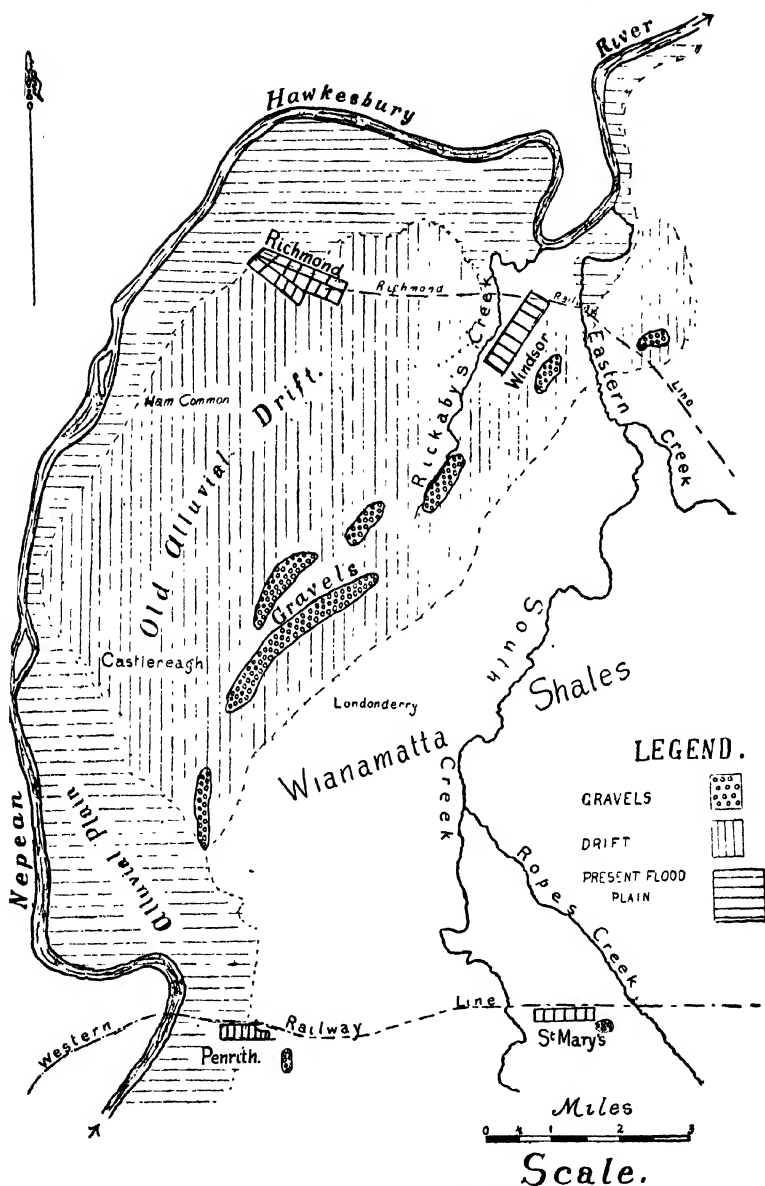 River
Hawkesbury
Richmond
Richmond
Railway
Rickabys Creek
Windsor
Eastern
Creek
Line
Ham Common
Old Alluvial Drift.
Gravels
Castlereagh
Londonderry
South
Wianamatta Shales
Creek
Ropes Creek
Nepean
Alluvial Plain
LEGEND.
GRAVELS
DRIFT
PRESENT FLOOD
PLAIN
Western
Railway
Line
Penrith.
St Mary's
Miles
0 1 2 3
Scale.